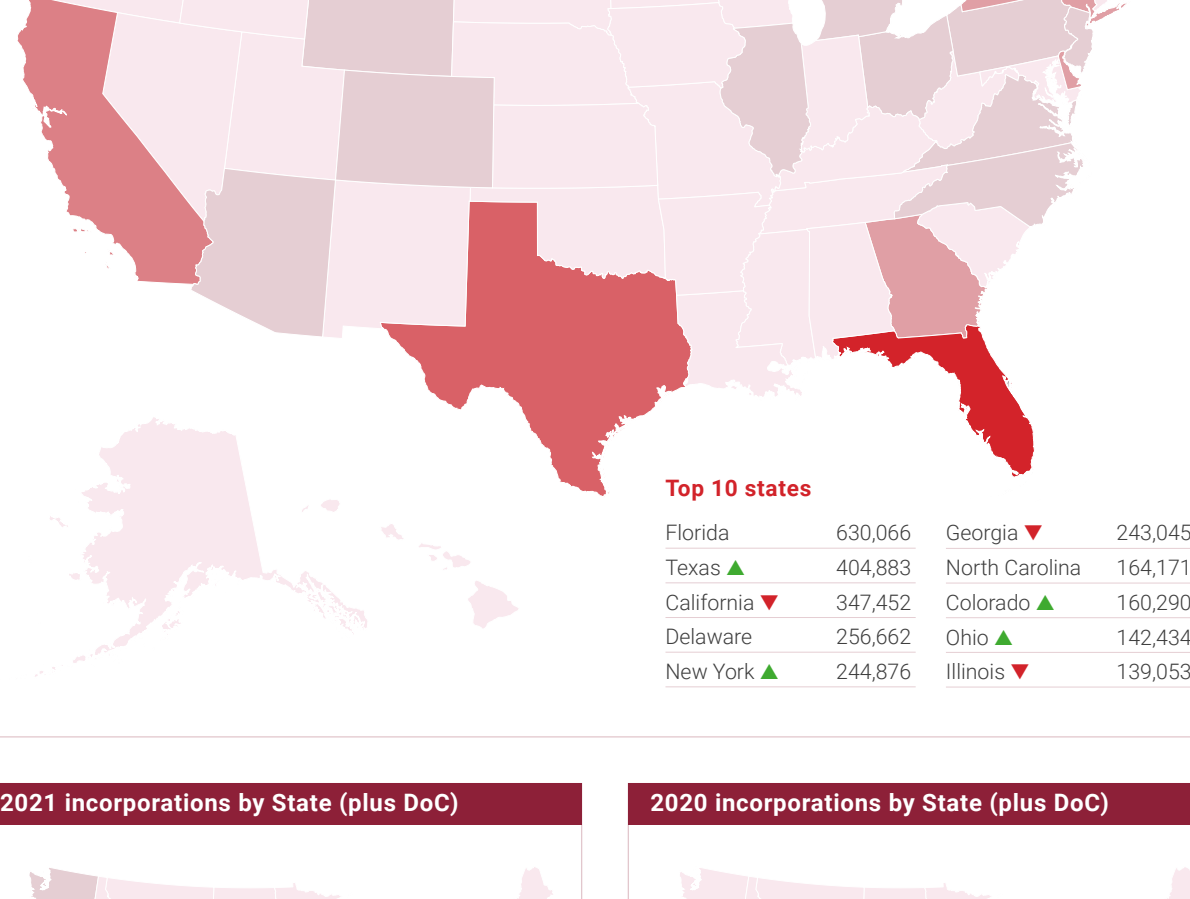 Top 10 states
Florida 630,066
Texas ▲ 404,883
California ▼ 347,452
Delaware 256,662
New York ▲ 244,876
Georgia ▼ 243,045
North Carolina 164,171
Colorado ▲ 160,290
Ohio ▲ 142,434
Illinois ▼ 139,053
2021 incorporations by State (plus DoC)
2020 incorporations by State (plus DoC)